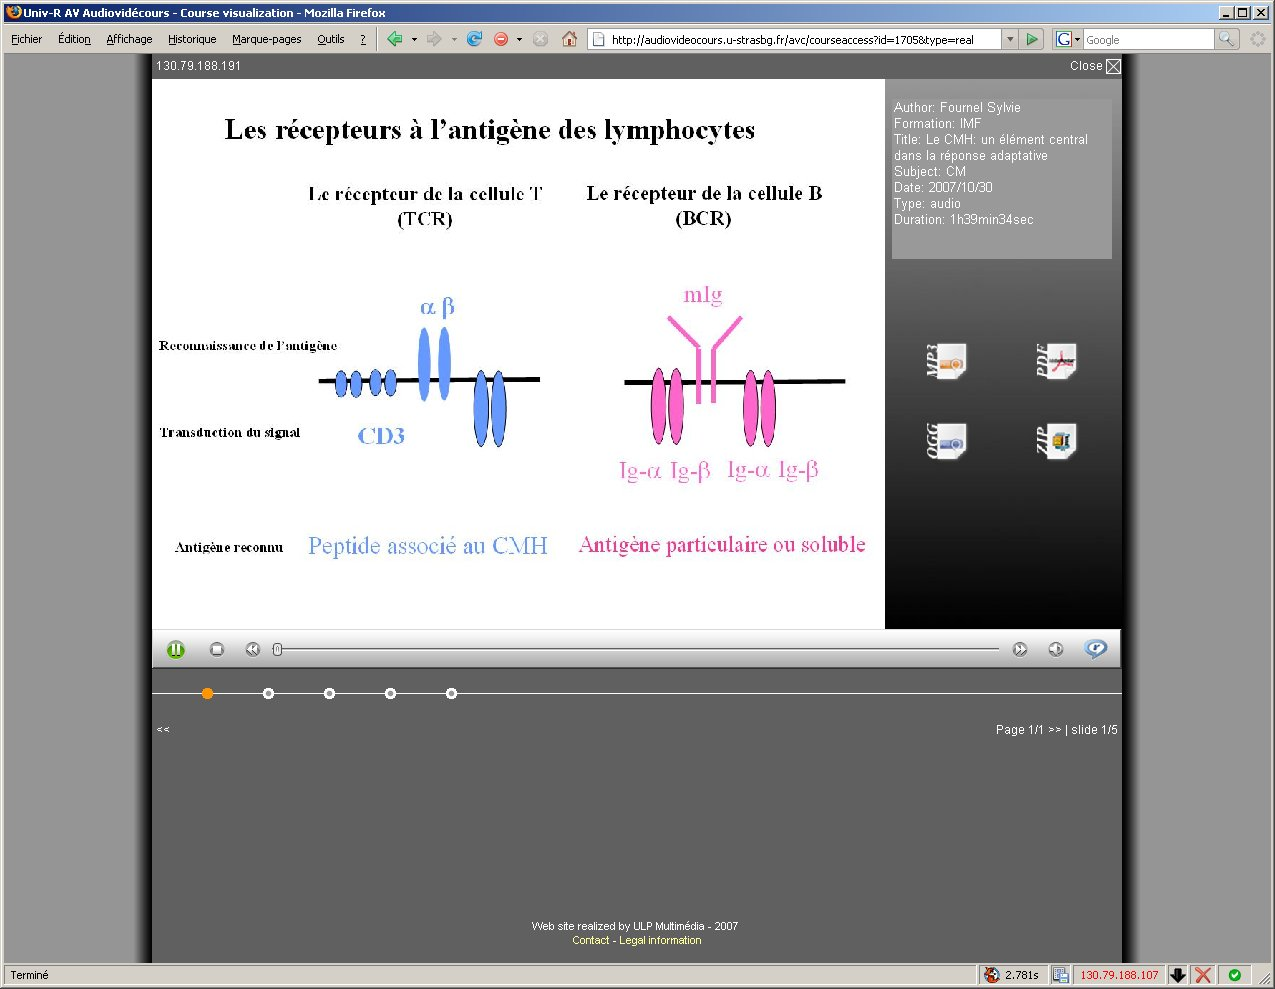 Univ-R AV Audiovidécours - Course visualization - Mozilla Firefox
Fichier Édition Affichage Historique Marque-pages Outils ?
http://audiovideocours.u-strasbg.fr/avc/courseaccess?id=1705&type=real
G Google
130.79.188.191
Close
Les récepteurs à l'antigène des lymphocytes
Le récepteur de la cellule T
(TCR)
Le récepteur de la cellule B
(BCR)
mIg
α β
Reconnaissance de l'antigène
Transduction du signal
CD3
Ig-α Ig-β Ig-α Ig-β
Antigène reconnu
Peptide associé au CMH
Antigène particulaire ou soluble
Author: Fournel Sylvie
Formation: IMF
Title: Le CMH: un élément central
dans la réponse adaptative
Subject: CM
Date: 2007/10/30
Type: audio
Duration: 1h39min34sec
MP3
PDF
OGG
ZIP
<<
Page 1/1 >> | slide 1/5
Web site realized by ULP Multimédia - 2007
Contact - Legal information
Terminé
2.781s
130.79.188.107